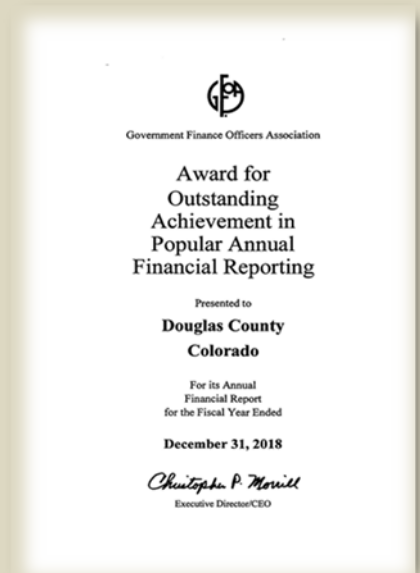 GFOA
Government Finance Officers Association
Award for
Outstanding
Achievement in
Popular Annual
Financial Reporting
Presented to
Douglas County
Colorado
For its Annual
Financial Report
for the Fiscal Year Ended
December 31, 2018
Christopher P. Morrill
Executive Director/CEO